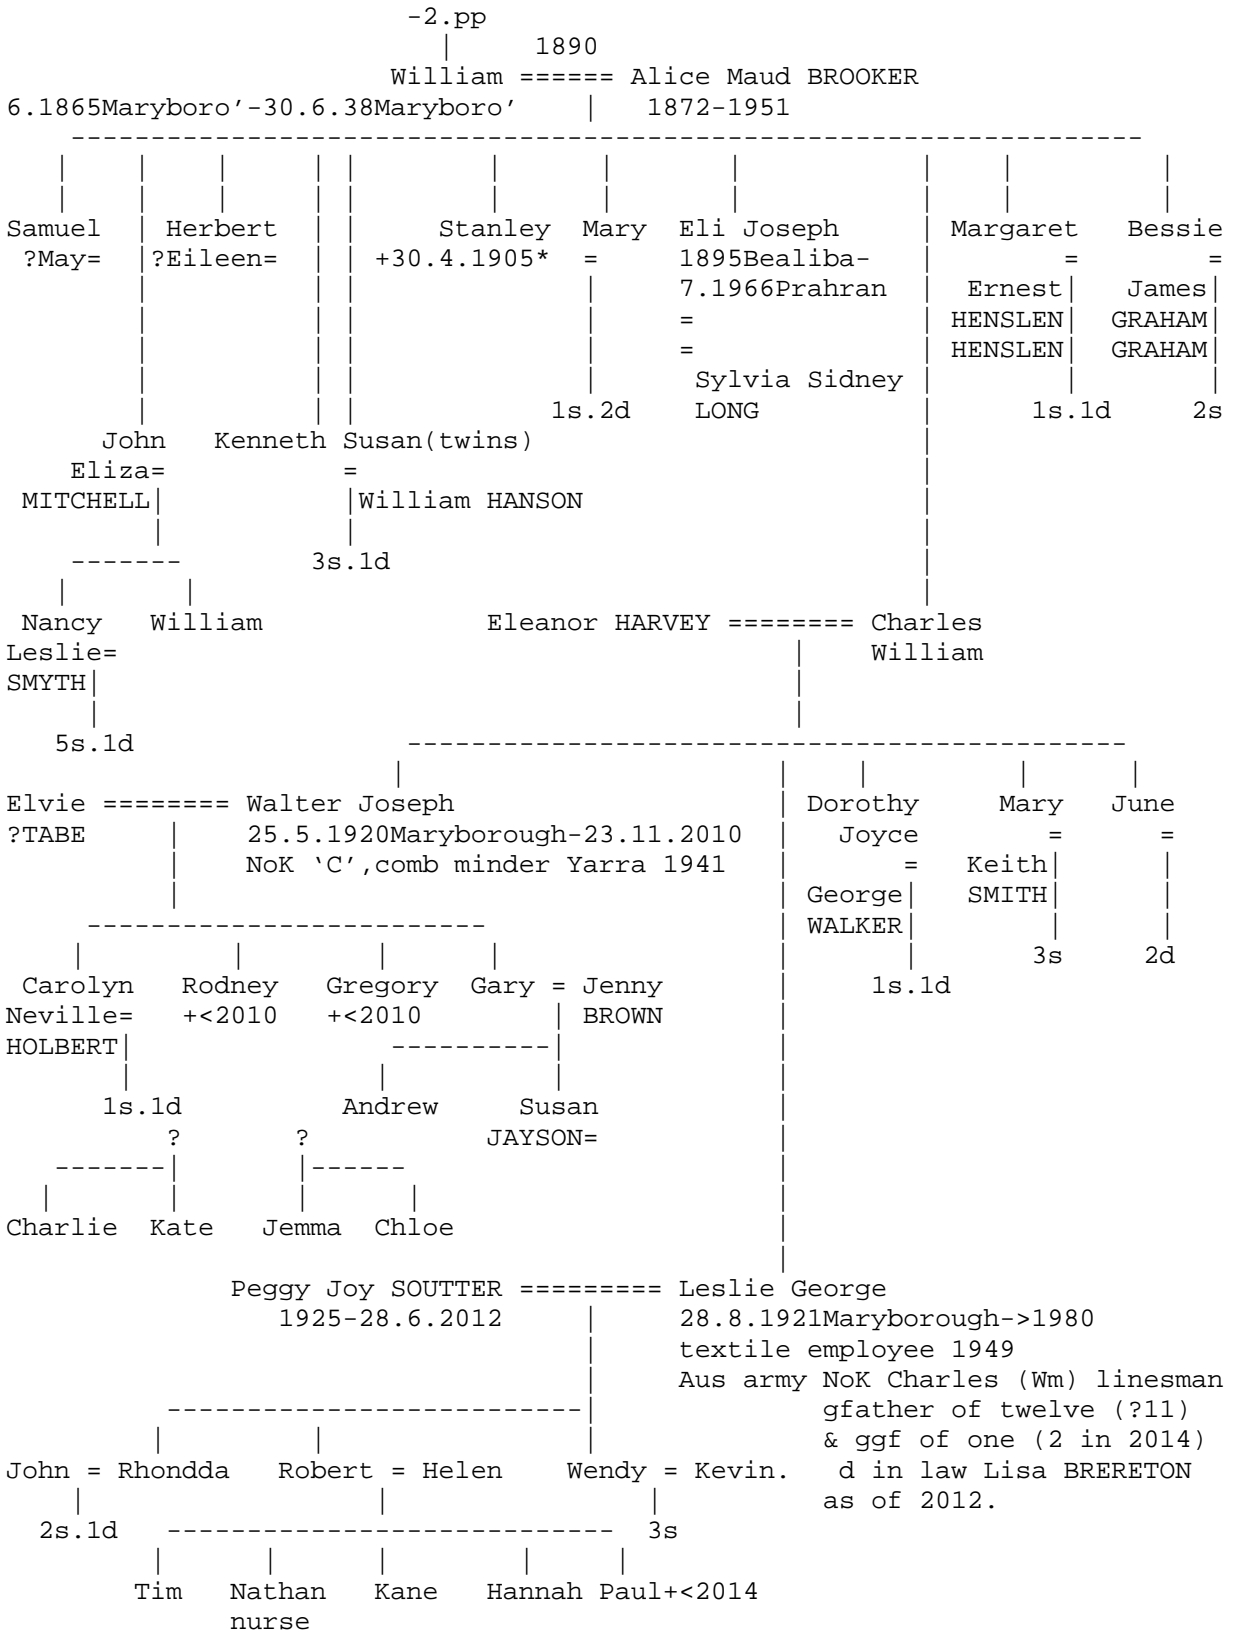 -2.pp
| 1890
William ====== Alice Maud BROOKER
6.1865Maryboro’-30.6.38Maryboro’ | 1872-1951
-------------------------------------------------------------------
| | | | | | | | | | |
| | | | | | | | | | |
Samuel | Herbert | | Stanley Mary Eli Joseph | Margaret Bessie
?May= |?Eileen= | | +30.4.1905* = 1895Bealiba- | = =
| | | | 7.1966Prahran | Ernest| James|
| | | | = | HENSLEN| GRAHAM|
| | | | = | HENSLEN| GRAHAM|
| | | | Sylvia Sidney | | |
| | | 1s.2d LONG | 1s.1d 2s
John Kenneth Susan(twins) |
Eliza= = |
MITCHELL| |William HANSON |
| | |
------- 3s.1d |
| | |
Nancy William Eleanor HARVEY ======== Charles
Leslie= | William
SMYTH| |
| |
5s.1d ---------------------------------------------
| | | | |
Elvie ======== Walter Joseph | Dorothy Mary June
?TABE | 25.5.1920Maryborough-23.11.2010 | Joyce = =
| NoK ‘C’,comb minder Yarra 1941 | = Keith| |
| | George| SMITH| |
------------------------- | WALKER| | |
| | | | | | 3s 2d
Carolyn Rodney Gregory Gary = Jenny | 1s.1d
Neville= +<2010 +<2010 | BROWN |
HOLBERT| ----------| |
| | | |
1s.1d Andrew Susan |
? ? JAYSON= |
-------| |------ |
| | | | |
Charlie Kate Jemma Chloe |
|
Peggy Joy SOUTTER ========= Leslie George
1925-28.6.2012 | 28.8.1921Maryborough->1980
| textile employee 1949
| Aus army NoK Charles (Wm) linesman
--------------------------| gfather of twelve (?11)
| | | & ggf of one (2 in 2014)
John = Rhondda Robert = Helen Wendy = Kevin. d in law Lisa BRERETON
| | | as of 2012.
2s.1d ---------------------------- 3s
| | | | |
Tim Nathan Kane Hannah Paul+<2014
nurse